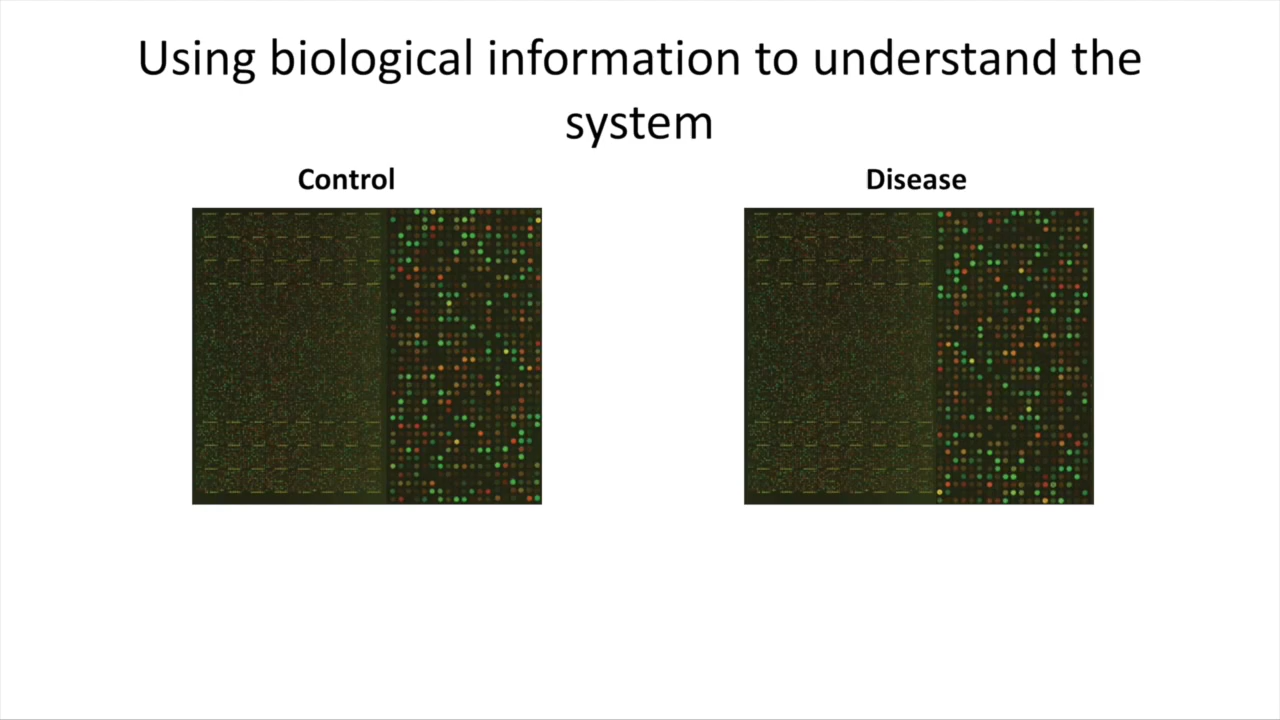 Using biological information to understand the
system
Control
Disease